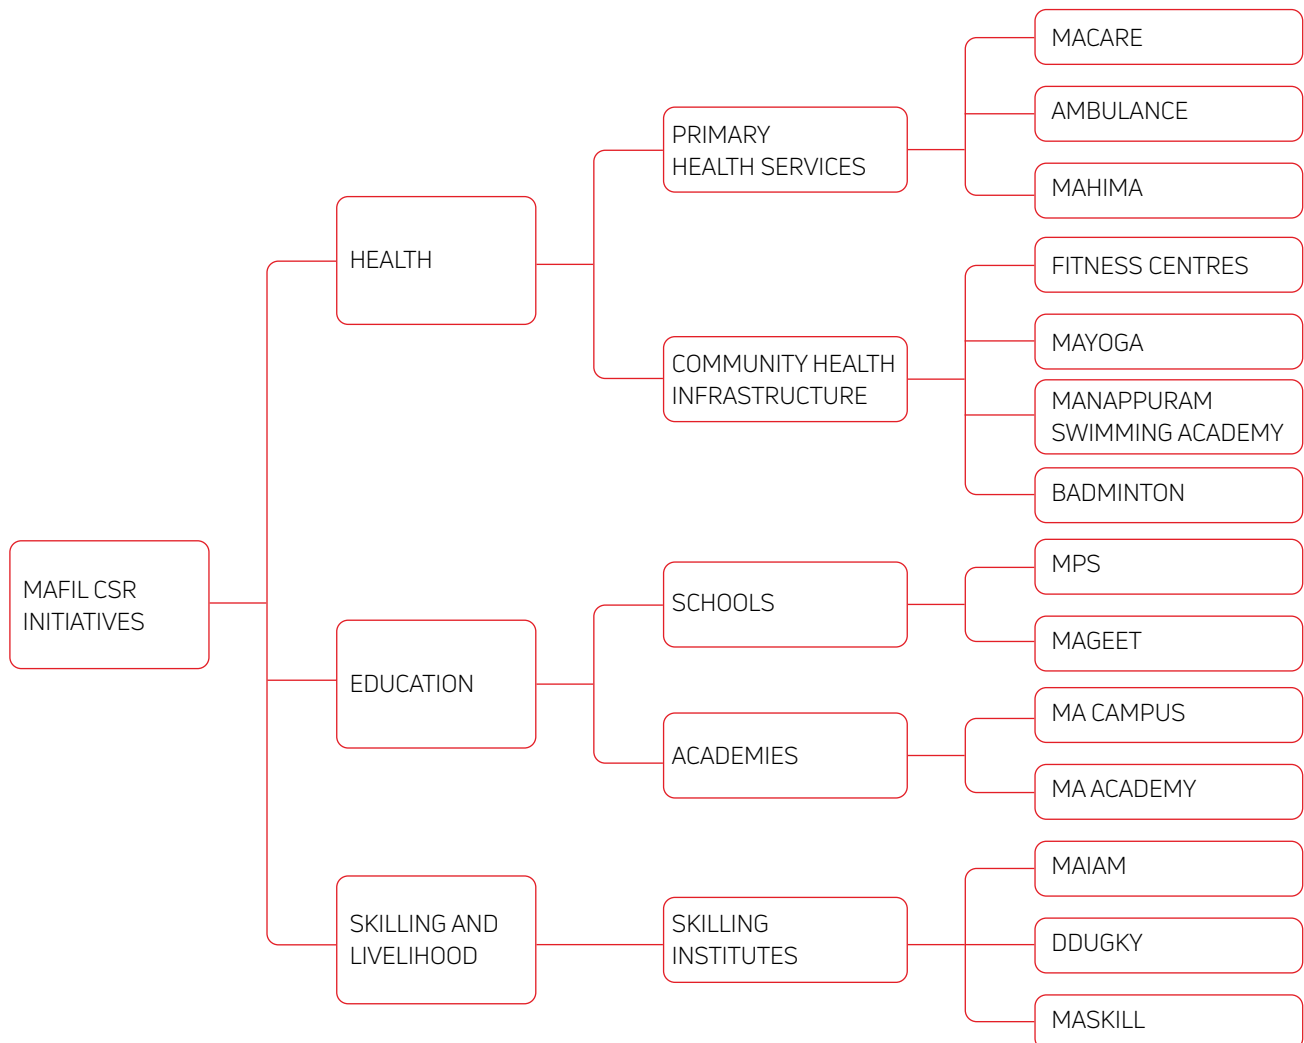 MAFIL CSR
INITIATIVES
HEALTH
PRIMARY
HEALTH SERVICES
MACARE
AMBULANCE
MAHIMA
COMMUNITY HEALTH
INFRASTRUCTURE
FITNESS CENTRES
MAYOGA
MANAPPURAM
SWIMMING ACADEMY
BADMINTON
EDUCATION
SCHOOLS
MPS
MAGEET
ACADEMIES
MA CAMPUS
MA ACADEMY
SKILLING AND
LIVELIHOOD
SKILLING
INSTITUTES
MAIAM
DDUGKY
MASKILL